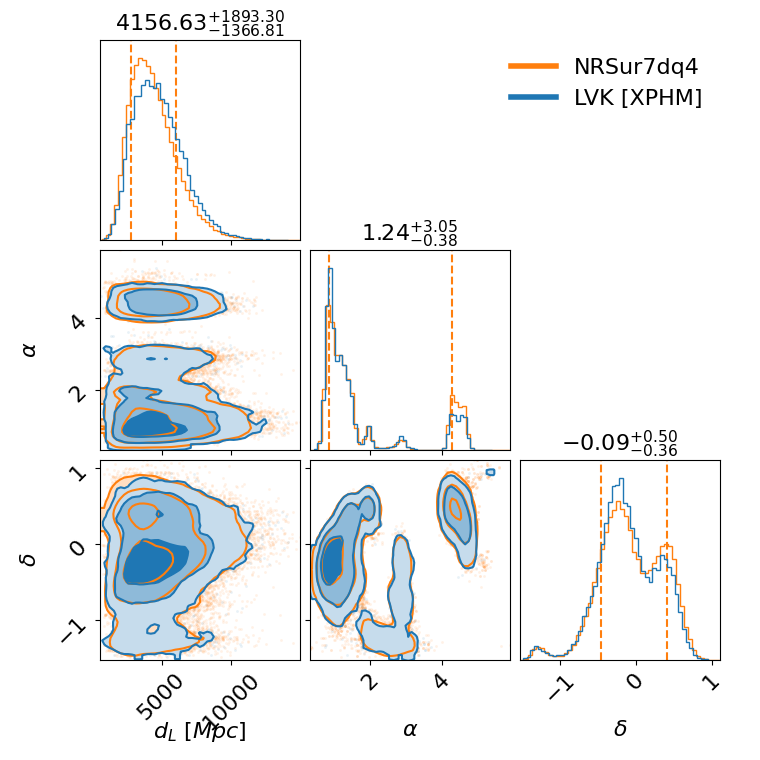 4156.63+1893.30−1366.81
NRSur7dq4
LVK [XPHM]
1.24+3.05−0.38
α
4
2
−0.09+0.50−0.36
δ
1
0
−1
5000
10000
2
4
−1
0
1
d_L [Mpc]
α
δ